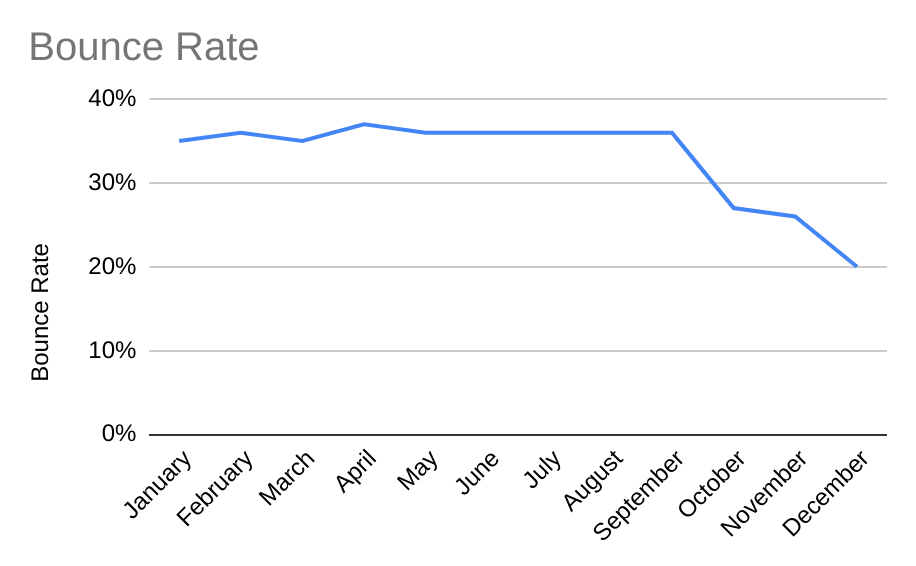 Bounce Rate
40%
30%
20%
10%
0%
Bounce Rate
January
February
March
April
May
June
July
August
September
October
November
December